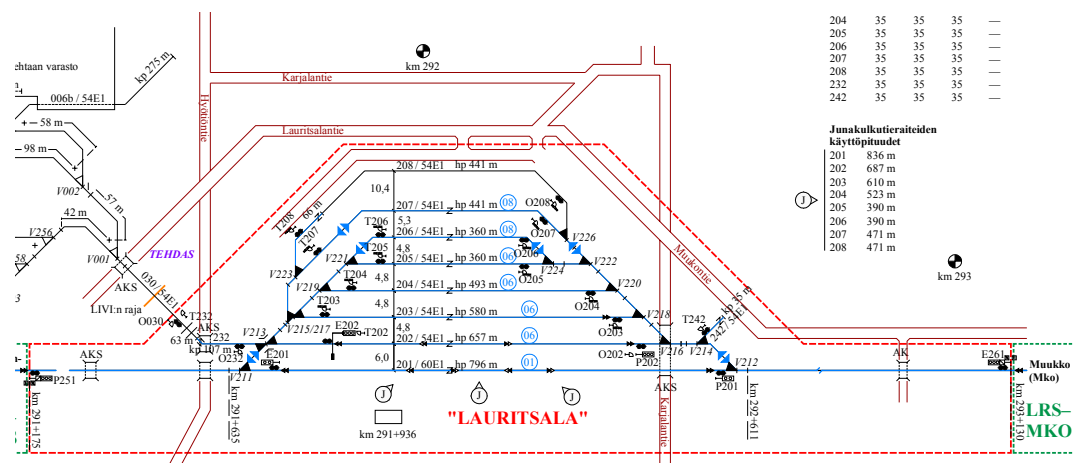 204 35 35 35 —
205 35 35 35 —
206 35 35 35 —
207 35 35 35 —
208 35 35 35 —
232 35 35 35 —
242 35 35 35 —
Junakulkutieraiteiden
käyttöpituudet
201 836 m
202 687 m
203 610 m
204 523 m
205 390 m
206 390 m
207 471 m
208 471 m
J
km 292
km 293
ehtaan varasto
kp 275 m
006b / 54E1
58 m
98 m
V002
57 m
42 m
V256
58
V001
AKS
TEHDAS
030 / 54E1
LIVI:n raja
Hyötiöntie
Karjalantie
Lauritsalantie
Muukontie
Karjalantie
208 / 54E1 hp 441 m
10,4
207 / 54E1 hp 441 m 08
5,3
206 / 54E1 hp 360 m 08
4,8
205 / 54E1 hp 360 m 06
4,8
204 / 54E1 hp 493 m 06
4,8
203 / 54E1 hp 580 m
4,8
202 / 54E1 hp 657 m 06
6,0
201 / 60E1 hp 796 m 01
T208
66 m
T207
T206
T205
T204
T203
T202
E202
V223
V221
V219
V215/217
V213
V211
O208
O207
O206
O205
O204
O203
O202
P202
V226
V224
V222
V220
V218
V216
V214
V212
T242
kp 35 m
242 / 54E1
P201
T232
O030
AKS
63 m
232
kp 107 m
O232
E201
AKS
P251
km 291+175
km 291+635
J
J
J
km 291+936
"LAURITSALA"
AKS
km 292+611
AK
E261
Muukko
(Mko)
km 293+130
LRS–
MKO